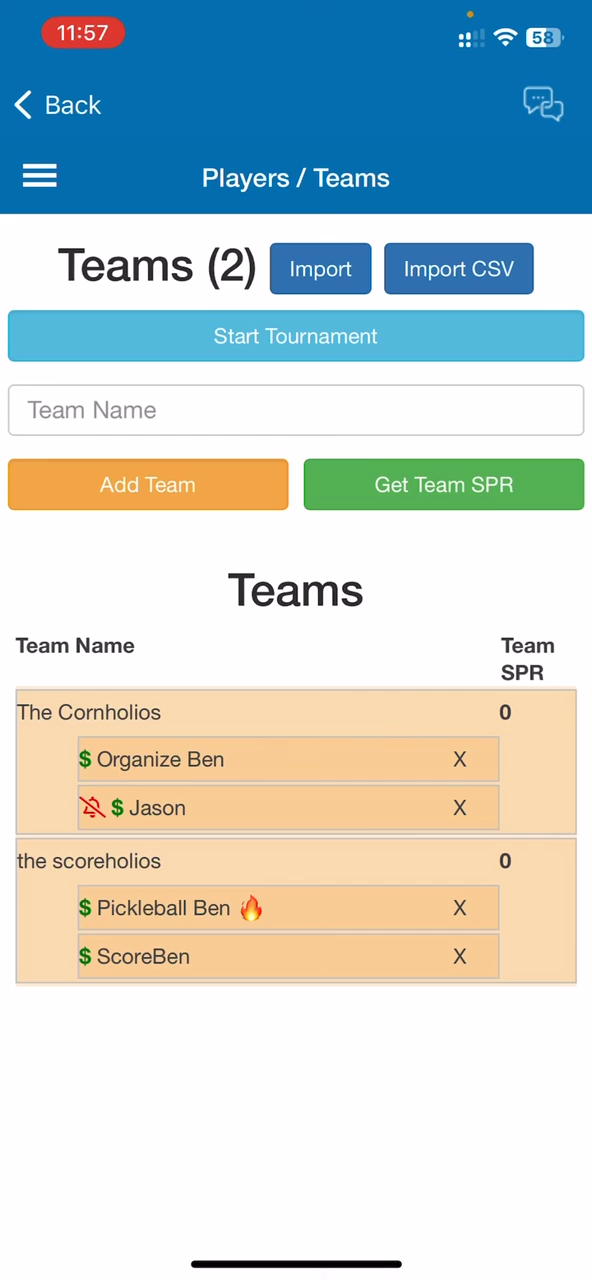 11:57
58
Back
Players / Teams
Teams (2) Import Import CSV
Start Tournament
Team Name
Add Team Get Team SPR
Teams
Team Name Team SPR
The Cornholios 0
$ Organize Ben X
$ Jason X
the scoreholios 0
$ Pickleball Ben 🔥 X
$ ScoreBen X